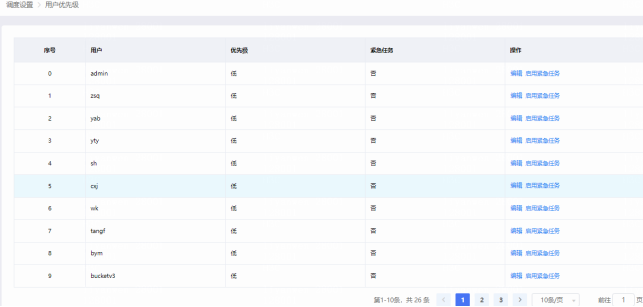 调度设置 > 用户优先级
序号 用户 优先级 紧急任务 操作
0 admin 低 否 编辑 启用紧急任务
1 zsq 低 否 编辑 启用紧急任务
2 yab 低 否 编辑 启用紧急任务
3 yty 低 否 编辑 启用紧急任务
4 sh 低 否 编辑 启用紧急任务
5 cxj 低 否 编辑 启用紧急任务
6 wk 低 否 编辑 启用紧急任务
7 tangf 低 否 编辑 启用紧急任务
8 bym 低 否 编辑 启用紧急任务
9 bucketv3 低 否 编辑 启用紧急任务
第1-10条，共 26 条 < 1 2 3 > 10条/页 前往 1 页